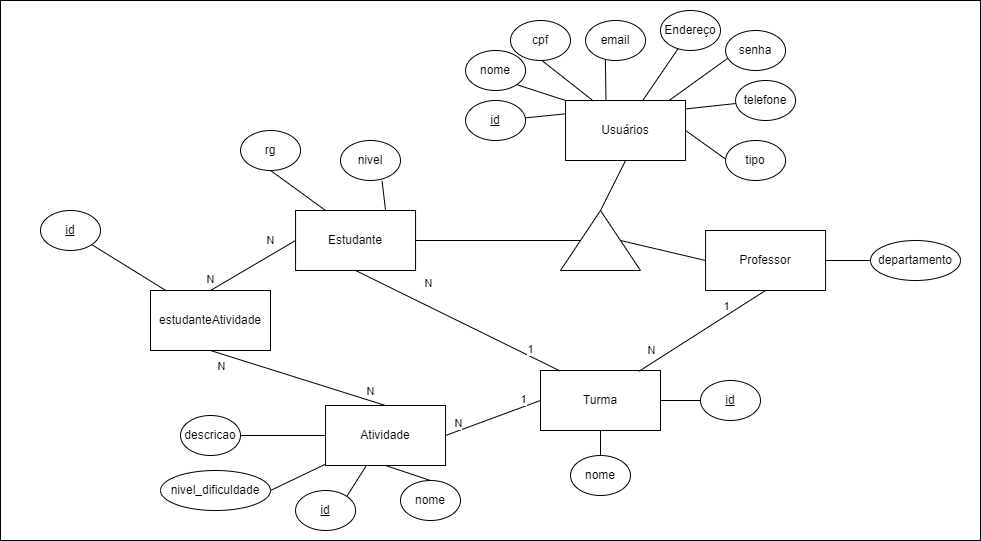 Endereço
cpf
email
senha
nome
telefone
id
Usuários
rg
nivel
tipo
id
N
Estudante
Professor
departamento
N
N
1
estudanteAtividade
1
N
N
N
1
Turma
id
N
descricao
Atividade
nome
nivel_dificuldade
id
nome